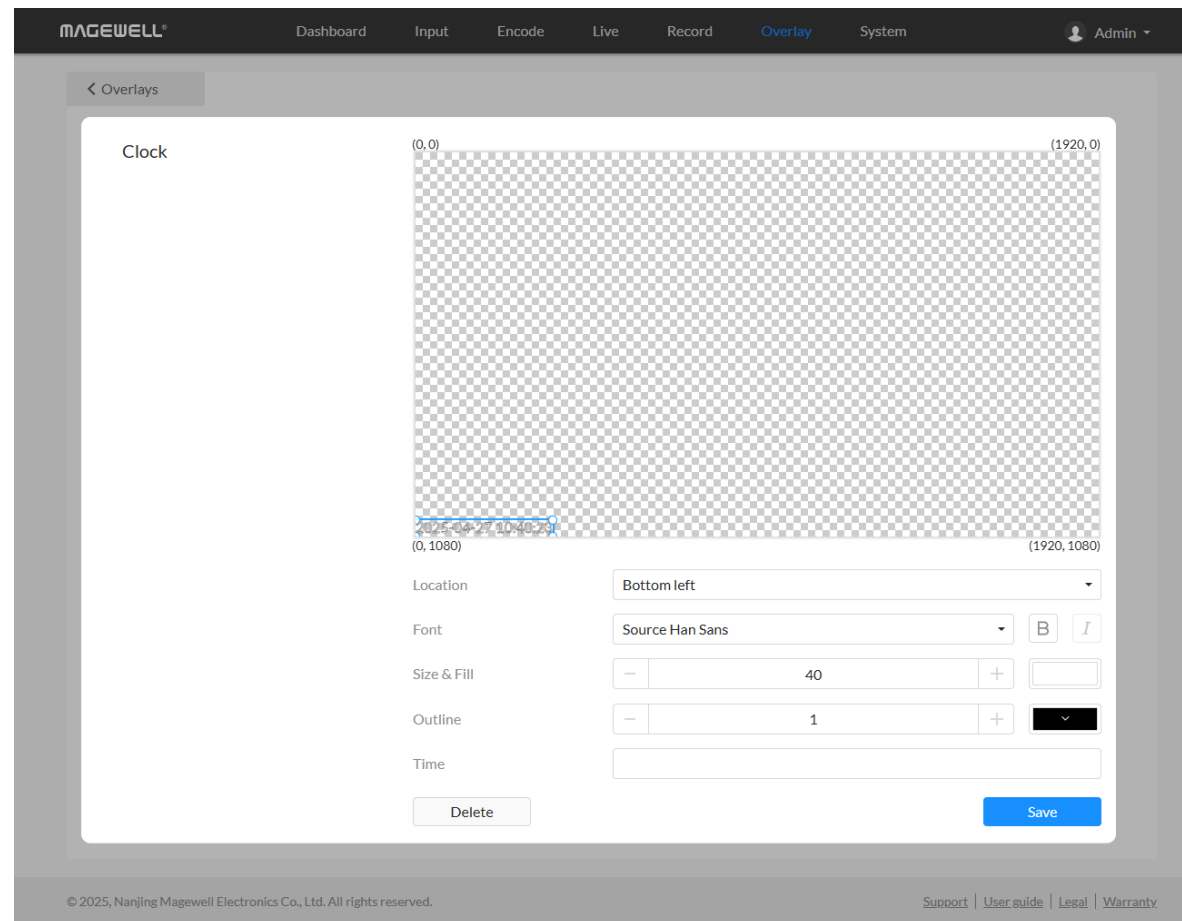 MAGEWELL® Dashboard Input Encode Live Record Overlay System Admin
Overlays
Clock
(0, 0) (1920, 0)
2025-04-27 10:40:23
(0, 1080) (1920, 1080)
Location Bottom left
Font Source Han Sans B I
Size & Fill − 40 +
Outline − 1 +
Time
Delete Save
© 2025, Nanjing Magewell Electronics Co., Ltd. All rights reserved. Support | User guide | Legal | Warranty